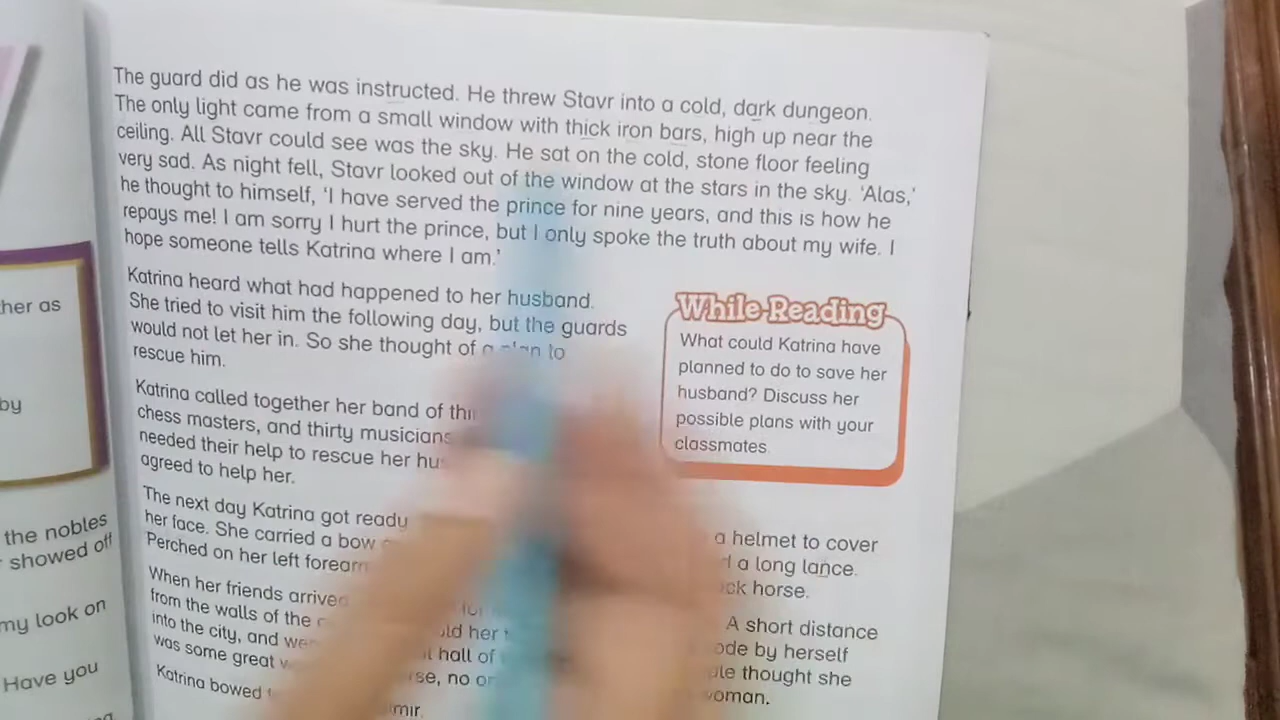 The guard did as he was instructed. He threw Stavr into a cold, dark dungeon.
The only light came from a small window with thick iron bars, high up near the
ceiling. All Stavr could see was the sky. He sat on the cold, stone floor feeling
very sad. As night fell, Stavr looked out of the window at the stars in the sky. ‘Alas,’
he thought to himself, ‘I have served the prince for nine years, and this is how he
repays me! I am sorry I hurt the prince, but I only spoke the truth about my wife. I
hope someone tells Katrina where I am.’
Katrina heard what had happened to her husband.
She tried to visit him the following day, but the guards
would not let her in. So she thought of a plan to
rescue him.
Katrina called together her band of
chess masters, and thirty musicians
needed their help to rescue her
agreed to help her.
The next day Katrina got ready
her face. She carried a bow
Perched on her left
When her friends
from the walls of the
into the city, and
was some great
Katrina bowed
While-Reading
What could Katrina have
planned to do to save her
husband? Discuss her
possible plans with your
classmates.
a helmet to cover
a long lance.
horse.
A short distance
by herself
thought she
her
hall of
no
her as
by
the nobles
showed off
my look on
Have you